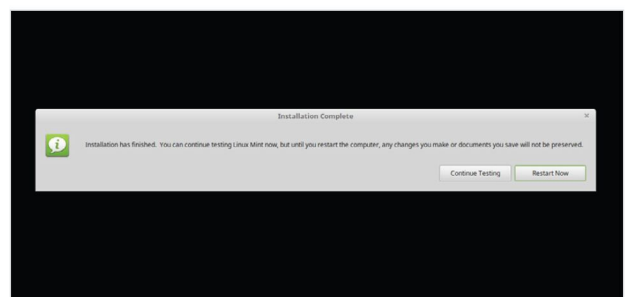 Installation Complete
Installation has finished. You can continue testing Linux Mint now, but until you restart the computer, any changes you make or documents you save will not be preserved.
Continue Testing Restart Now